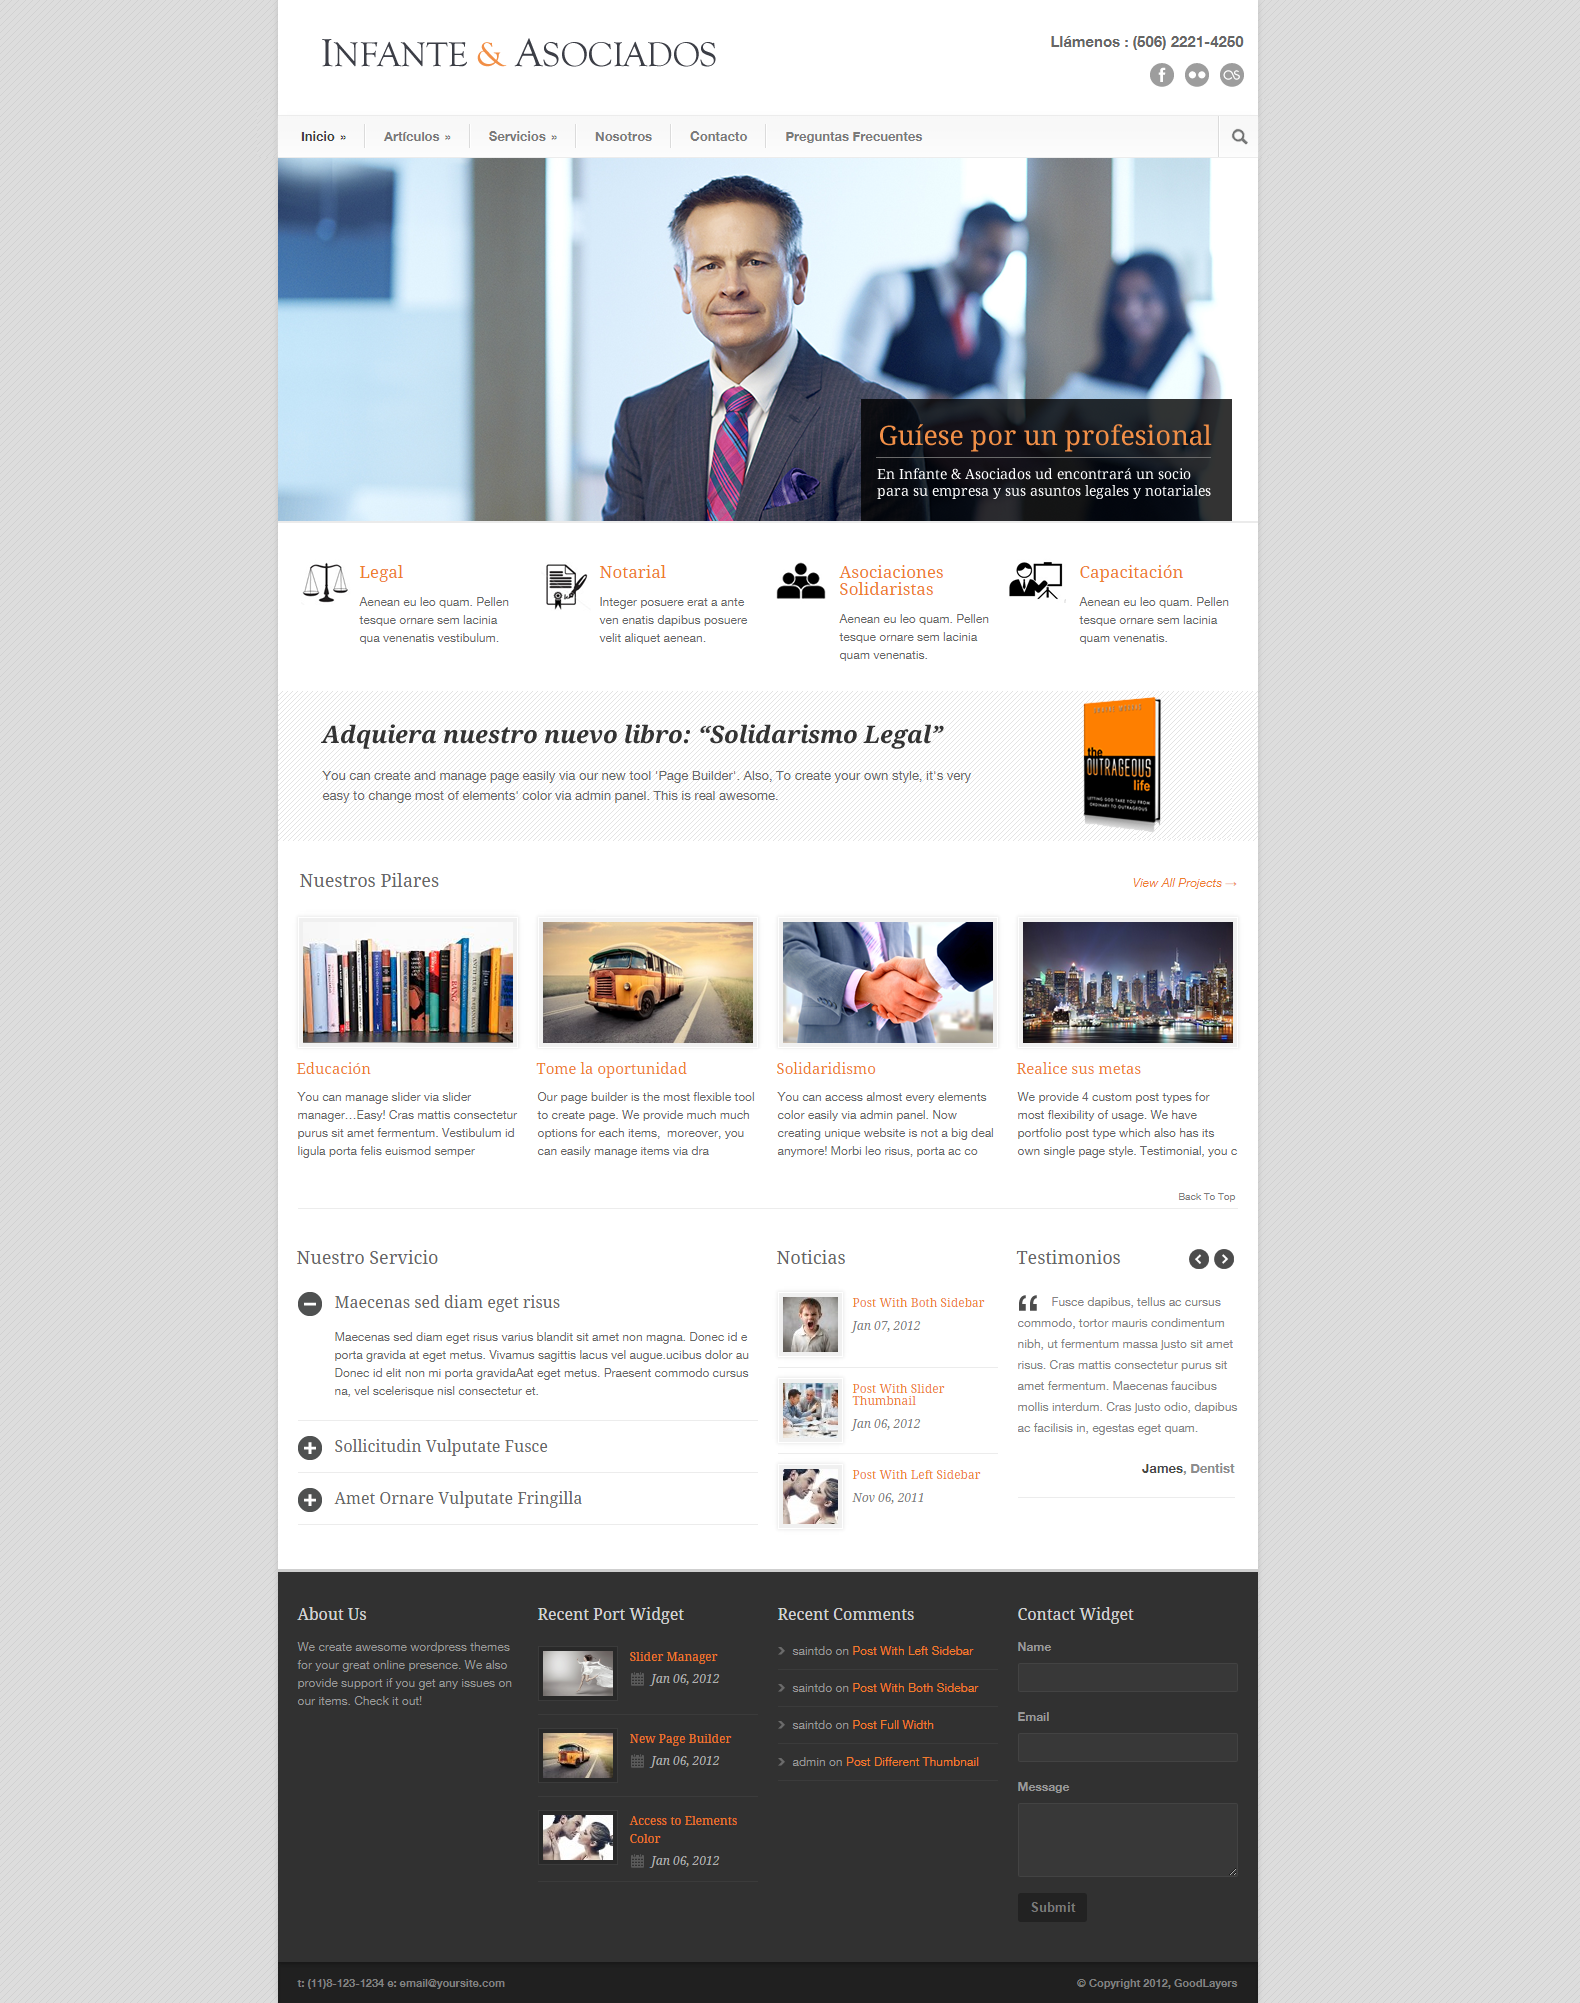 INFANTE & ASOCIADOS
Llámenos : (506) 2221-4250
Inicio »
Artículos »
Servicios »
Nosotros
Contacto
Preguntas Frecuentes
Guíese por un profesional
En Infante & Asociados ud encontrará un socio
para su empresa y sus asuntos legales y notariales
Legal
Aenean eu leo quam. Pellen
tesque ornare sem lacinia
qua venenatis vestibulum.
Notarial
Integer posuere erat a ante
ven enatis dapibus posuere
velit aliquet aenean.
Asociaciones
Solidaristas
Aenean eu leo quam. Pellen
tesque ornare sem lacinia
quam venenatis.
Capacitación
Aenean eu leo quam. Pellen
tesque ornare sem lacinia
quam venenatis.
Adquiera nuestro nuevo libro: “Solidarismo Legal”
You can create and manage page easily via our new tool 'Page Builder'. Also, To create your own style, it's very
easy to change most of elements' color via admin panel. This is real awesome.
the
OUTRAGEOUS
life
LETTING GOD TAKE YOU FROM
ORDINARY TO OUTRAGEOUS
Nuestros Pilares
View All Projects →
Educación
You can manage slider via slider
manager...Easy! Cras mattis consectetur
purus sit amet fermentum. Vestibulum id
ligula porta felis euismod semper
Tome la oportunidad
Our page builder is the most flexible tool
to create page. We provide much much
options for each items, moreover, you
can easily manage items via dra
Solidaridismo
You can access almost every elements
color easily via admin panel. Now
creating unique website is not a big deal
anymore! Morbi leo risus, porta ac co
Realice sus metas
We provide 4 custom post types for
most flexibility of usage. We have
portfolio post type which also has its
own single page style. Testimonial, you c
Back To Top
Nuestro Servicio
Maecenas sed diam eget risus
Maecenas sed diam eget risus varius blandit sit amet non magna. Donec id e
porta gravida at eget metus. Vivamus sagittis lacus vel augue.ucibus dolor au
Donec id elit non mi porta gravidaAat eget metus. Praesent commodo cursus
na, vel scelerisque nisl consectetur et.
Sollicitudin Vulputate Fusce
Amet Ornare Vulputate Fringilla
Noticias
Post With Both Sidebar
Jan 07, 2012
Post With Slider
Thumbnail
Jan 06, 2012
Post With Left Sidebar
Nov 06, 2011
Testimonios
“ Fusce dapibus, tellus ac cursus
commodo, tortor mauris condimentum
nibh, ut fermentum massa justo sit amet
risus. Cras mattis consectetur purus sit
amet fermentum. Maecenas faucibus
mollis interdum. Cras justo odio, dapibus
ac facilisis in, egestas eget quam.
James, Dentist
About Us
We create awesome wordpress themes
for your great online presence. We also
provide support if you get any issues on
our items. Check it out!
Recent Port Widget
Slider Manager
Jan 06, 2012
New Page Builder
Jan 06, 2012
Access to Elements
Color
Jan 06, 2012
Recent Comments
saintdo on Post With Left Sidebar
saintdo on Post With Both Sidebar
saintdo on Post Full Width
admin on Post Different Thumbnail
Contact Widget
Name
Email
Message
Submit
t: (11)8-123-1234 e: email@yoursite.com
© Copyright 2012, GoodLayers